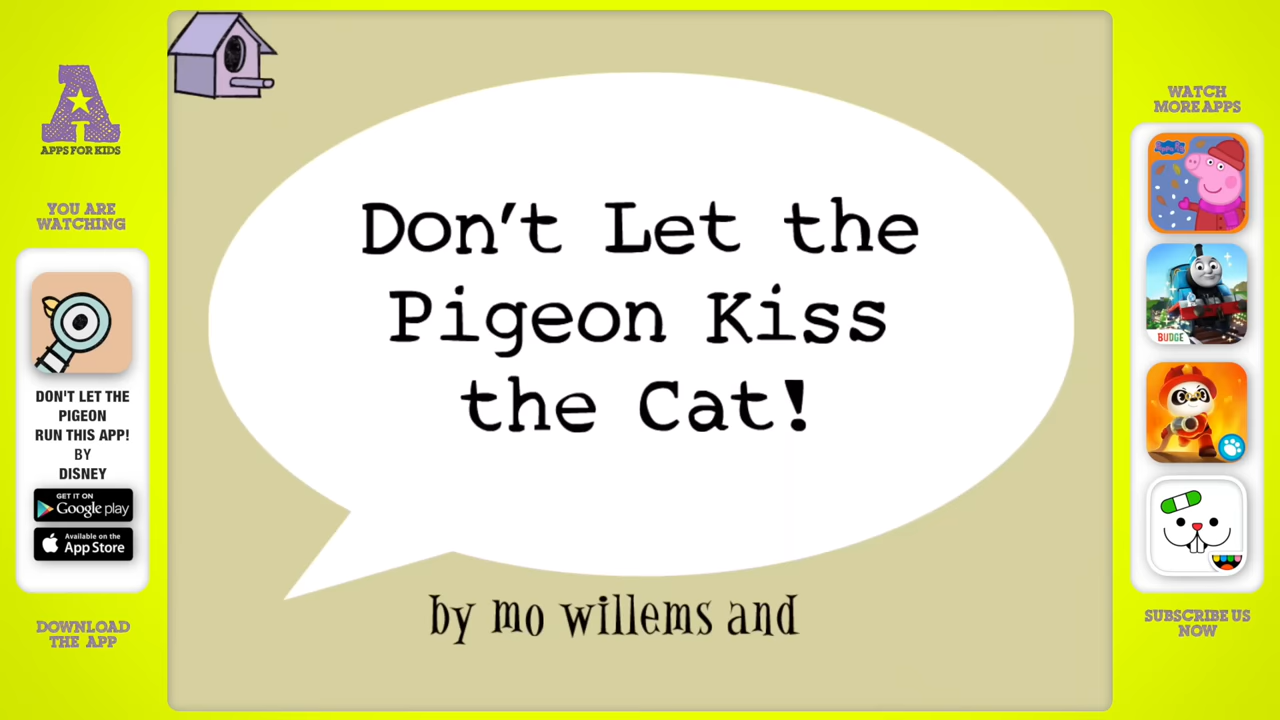 A
APPS FOR KIDS
YOU ARE
WATCHING
DON'T LET THE
PIGEON
RUN THIS APP!
BY
DISNEY
GET IT ON
Google play
Available on the
App Store
DOWNLOAD
THE APP
Don't Let the
Pigeon Kiss
the Cat!
by mo willems and
WATCH
MORE APPS
Peppa Pig
BUDGE
SUBSCRIBE US
NOW